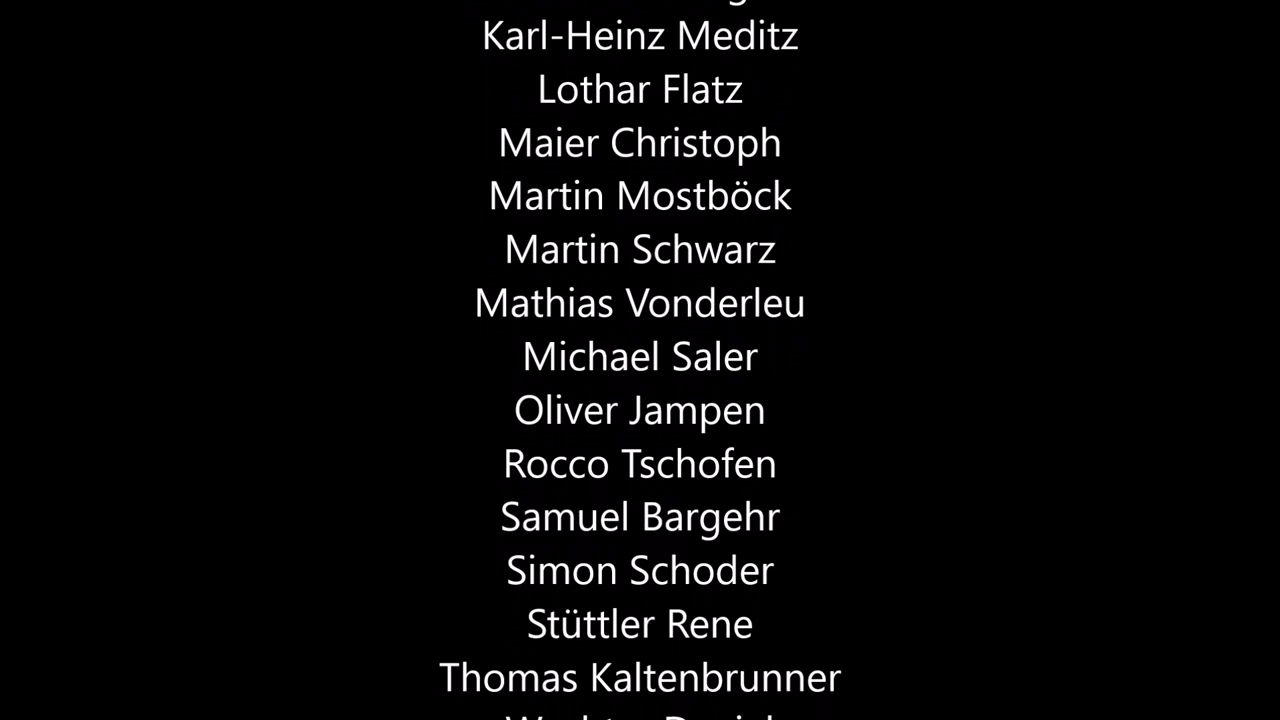 Karl-Heinz Meditz
Lothar Flatz
Maier Christoph
Martin Mostböck
Martin Schwarz
Mathias Vonderleu
Michael Saler
Oliver Jampen
Rocco Tschofen
Samuel Bargehr
Simon Schoder
Stüttler Rene
Thomas Kaltenbrunner